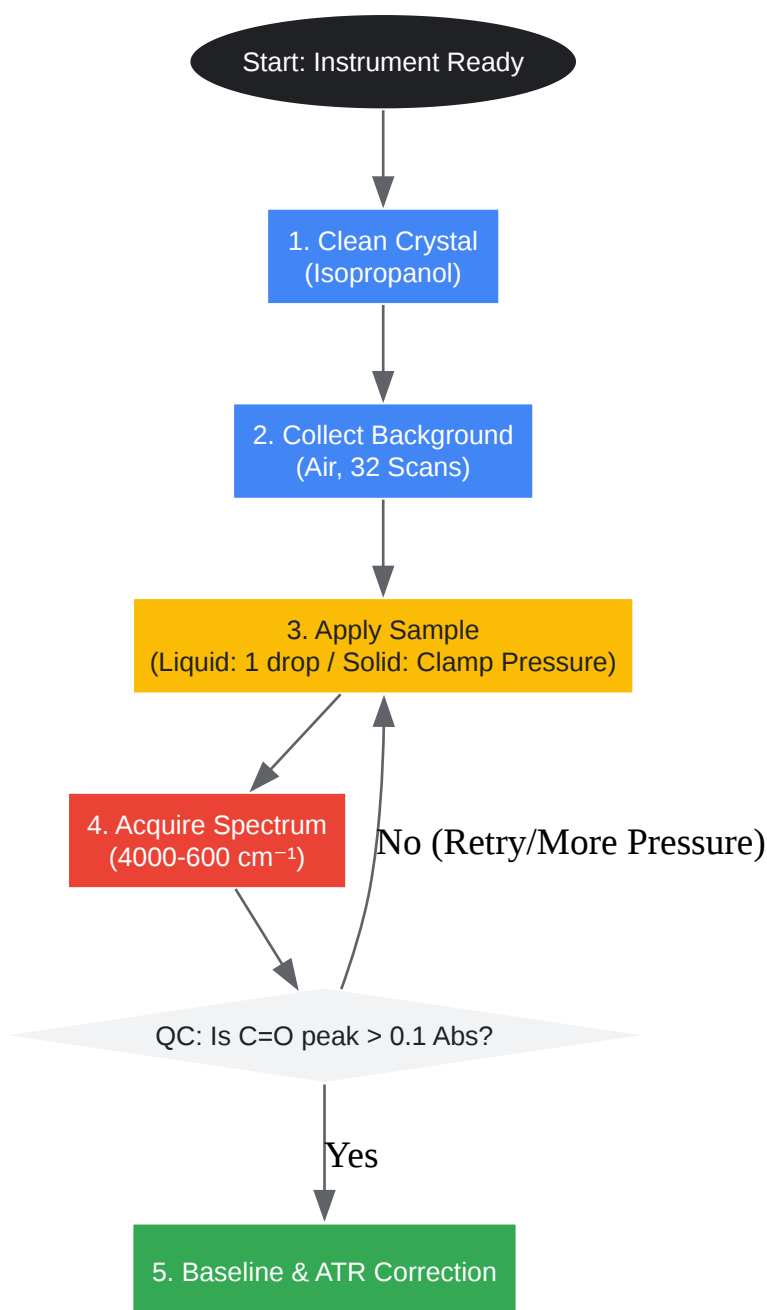 Start: Instrument Ready
1. Clean Crystal
(Isopropanol)
2. Collect Background
(Air, 32 Scans)
3. Apply Sample
(Liquid: 1 drop / Solid: Clamp Pressure)
4. Acquire Spectrum
(4000-600 cm⁻¹)
No (Retry/More Pressure)
QC: Is C=O peak > 0.1 Abs?
Yes
5. Baseline & ATR Correction